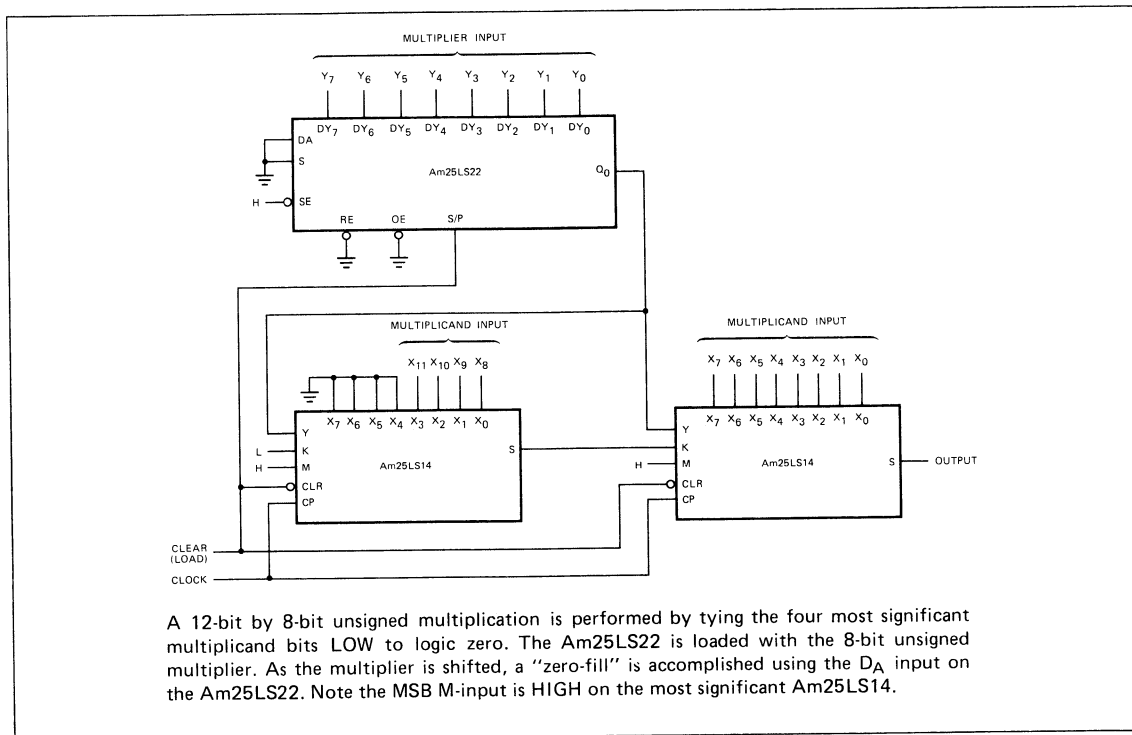 MULTIPLIER INPUT
Y7 Y6 Y5 Y4 Y3 Y2 Y1 Y0
DY7 DY6 DY5 DY4 DY3 DY2 DY1 DY0
DA
S
Am25LS22
Q0
H
SE
RE OE S/P
MULTIPLICAND INPUT
X11 X10 X9 X8
X7 X6 X5 X4 X3 X2 X1 X0
Y
L K
H M
Am25LS14
S
CLR
CP
MULTIPLICAND INPUT
X7 X6 X5 X4 X3 X2 X1 X0
X7 X6 X5 X4 X3 X2 X1 X0
Y
K
H M
Am25LS14
S OUTPUT
CLR
CP
CLEAR
(LOAD)
CLOCK
A 12-bit by 8-bit unsigned multiplication is performed by tying the four most significant
multiplicand bits LOW to logic zero. The Am25LS22 is loaded with the 8-bit unsigned
multiplier. As the multiplier is shifted, a "zero-fill" is accomplished using the DA input on
the Am25LS22. Note the MSB M-input is HIGH on the most significant Am25LS14.